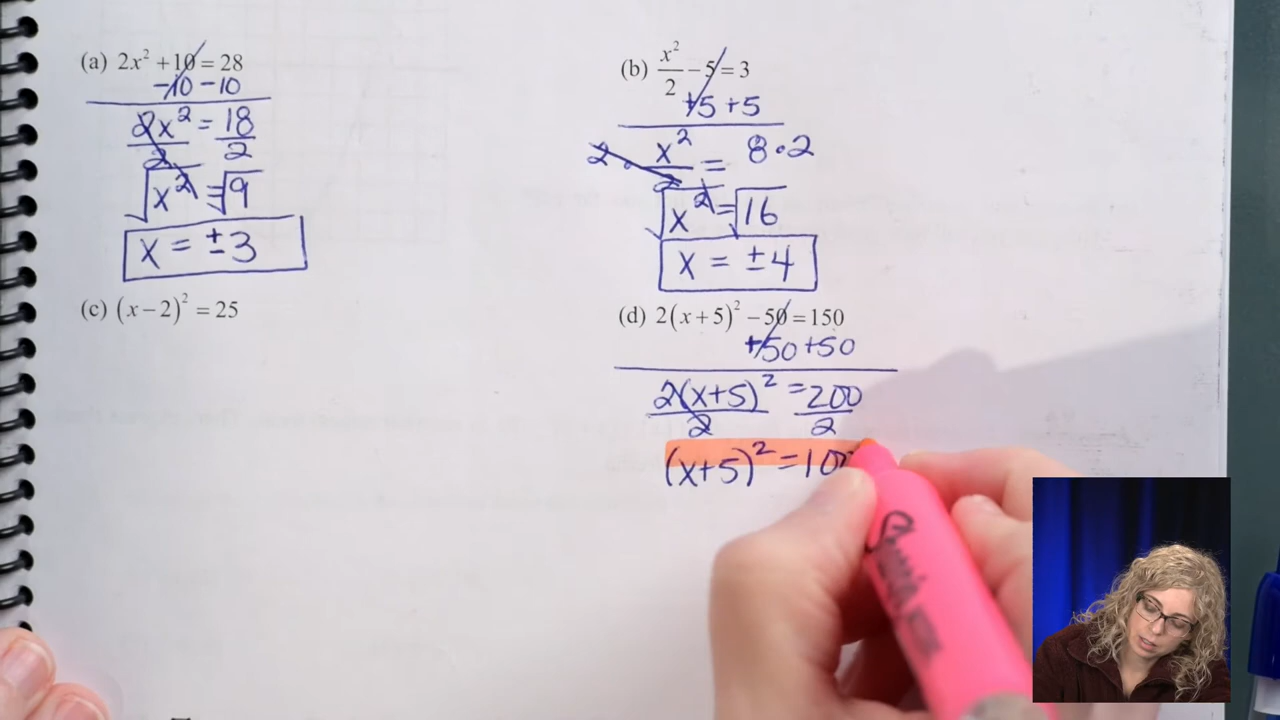 (a) 2x² + 10 = 28
-10 -10
2x² = 18
2 2
√x² = √9
x = ±3
(b) x²/2 - 5 = 3
+5 +5
2 · x²/2 = 8 · 2
√x² = √16
x = ±4
(c) (x - 2)² = 25
(d) 2(x + 5)² - 50 = 150
+50 +50
2(x+5)² = 200
2 2
(x+5)² = 100